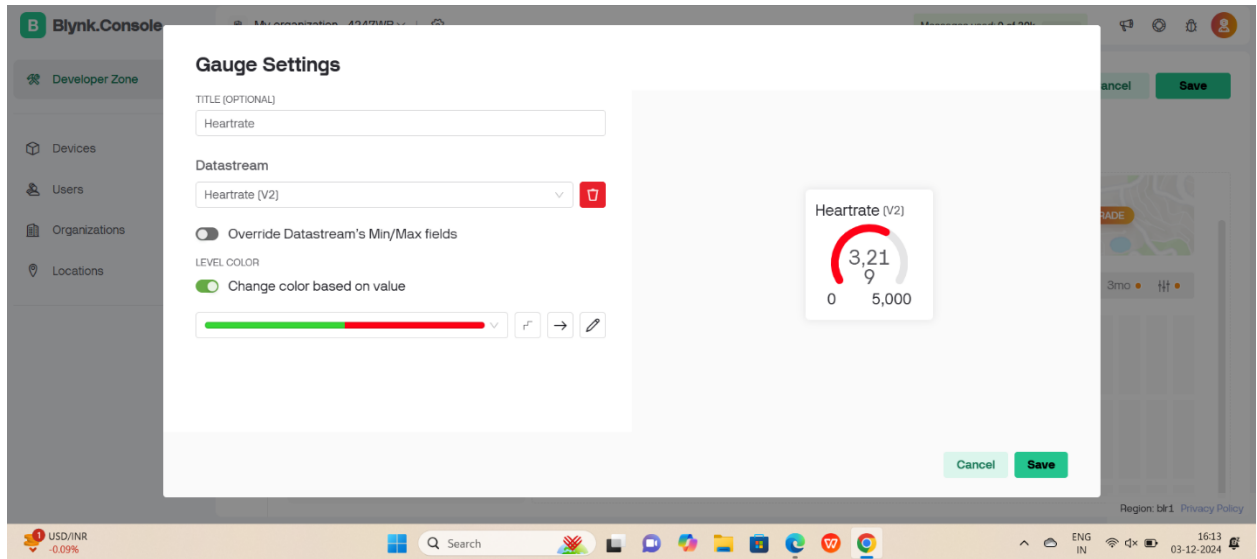 B Blynk.Console
My organization - 4247WB
Messages used: 0 of 30k
Developer Zone
Devices
Users
Organizations
Locations
ancel
Save
RADE
3mo
Gauge Settings
TITLE (OPTIONAL)
Heartrate
Datastream
Heartrate (V2)
Override Datastream's Min/Max fields
LEVEL COLOR
Change color based on value
Heartrate (V2)
3,21
9
0 5,000
Cancel
Save
Region: blr1 Privacy Policy
1
USD/INR
-0.09%
Search
W
ENG
IN
16:13
03-12-2024